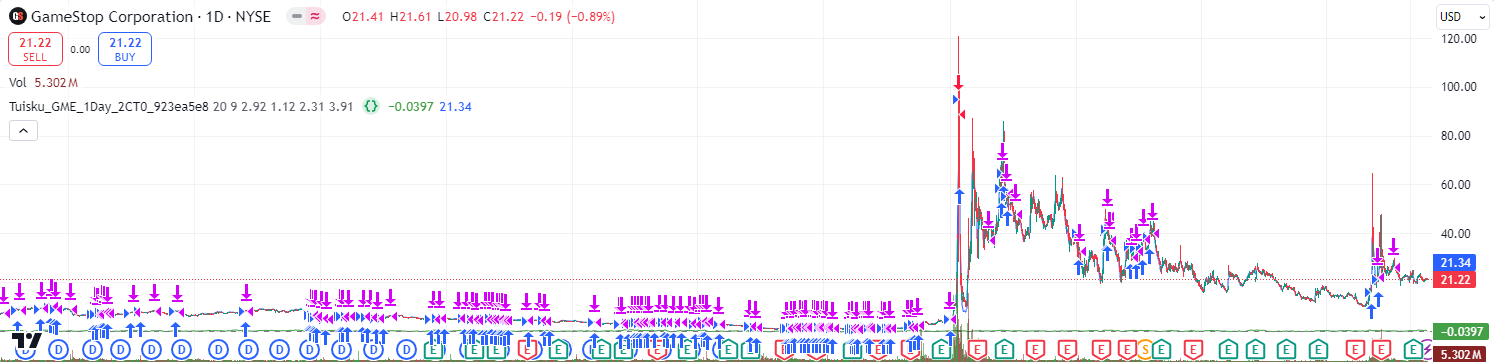 GameStop Corporation · 1D · NYSE
O21.41 H21.61 L20.98 C21.22 −0.19 (−0.89%)
USD
21.22
SELL
0.00
21.22
BUY
Vol 5.302 M
Tuisku_GME_1Day_2CT0_923ea5e8 20 9 2.92 1.12 2.31 3.91 {} −0.0397 21.34
120.00
100.00
80.00
60.00
40.00
21.34
21.22
−0.0397
5.302 M
D D D D D D D D D D D D E E E E E E E E E E E E E E S E E E E E E E E E